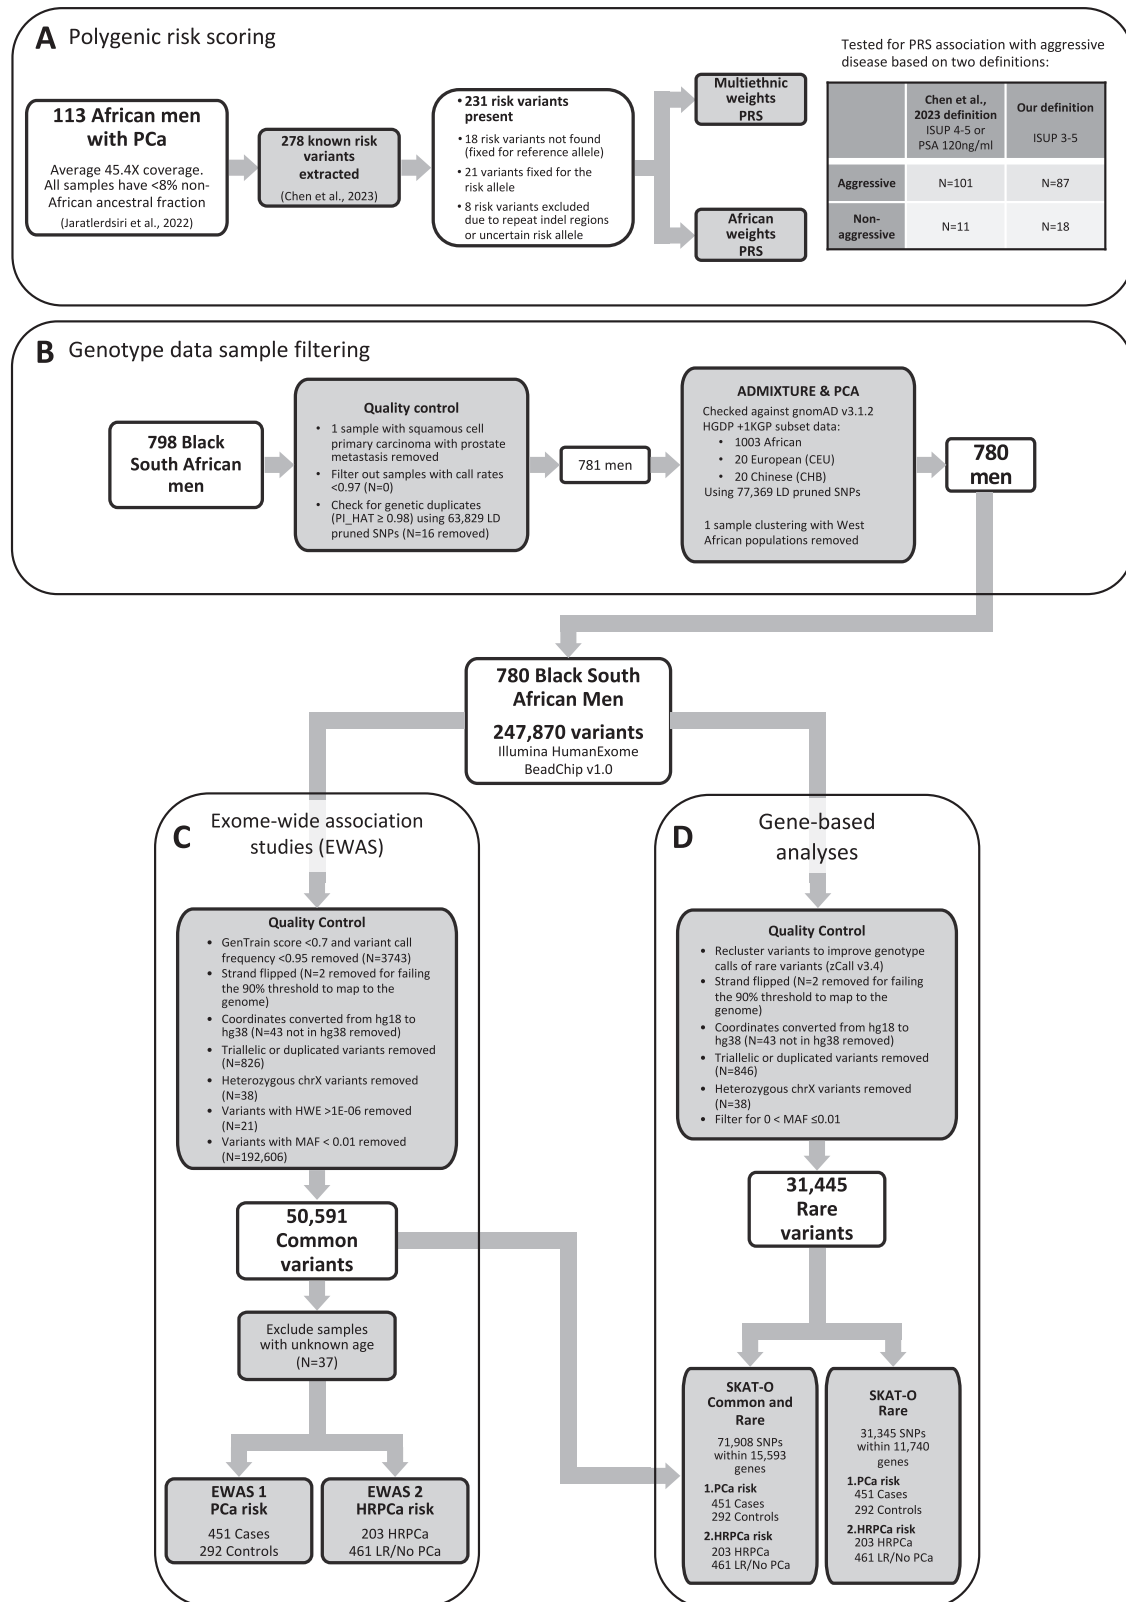 A Polygenic risk scoring
113 African men
with PCa
Average 45.4X coverage.
All samples have <8% non-
African ancestral fraction
(Jaratlerdsiri et al., 2022)
278 known risk
variants
extracted
(Chen et al., 2023)
• 231 risk variants
present
• 18 risk variants not found
(fixed for reference allele)
• 21 variants fixed for the
risk allele
• 8 risk variants excluded
due to repeat indel regions
or uncertain risk allele
Multiethnic
weights
PRS
African
weights
PRS
Tested for PRS association with aggressive
disease based on two definitions:
Chen et al.,
2023 definition
ISUP 4-5 or
PSA 120ng/ml
Our definition
ISUP 3-5
Aggressive
N=101
N=87
Non-
aggressive
N=11
N=18
B Genotype data sample filtering
798 Black
South African
men
Quality control
• 1 sample with squamous cell
primary carcinoma with prostate
metastasis removed
• Filter out samples with call rates
<0.97 (N=0)
• Check for genetic duplicates
(PI_HAT ≥ 0.98) using 63,829 LD
pruned SNPs (N=16 removed)
781 men
ADMIXTURE & PCA
Checked against gnomAD v3.1.2
HGDP +1KGP subset data:
• 1003 African
• 20 European (CEU)
• 20 Chinese (CHB)
Using 77,369 LD pruned SNPs
1 sample clustering with West
African populations removed
780
men
780 Black South
African Men
247,870 variants
Illumina HumanExome
BeadChip v1.0
C Exome-wide association
studies (EWAS)
Quality Control
• GenTrain score <0.7 and variant call
frequency <0.95 removed (N=3743)
• Strand flipped (N=2 removed for failing
the 90% threshold to map to the
genome)
• Coordinates converted from hg18 to
hg38 (N=43 not in hg38 removed)
• Triallelic or duplicated variants removed
(N=826)
• Heterozygous chrX variants removed
(N=38)
• Variants with HWE >1E-06 removed
(N=21)
• Variants with MAF < 0.01 removed
(N=192,606)
50,591
Common
variants
Exclude samples
with unknown age
(N=37)
EWAS 1
PCa risk
451 Cases
292 Controls
EWAS 2
HRPCa risk
203 HRPCa
461 LR/No PCa
D Gene-based
analyses
Quality Control
• Recluster variants to improve genotype
calls of rare variants (zCall v3.4)
• Strand flipped (N=2 removed for failing
the 90% threshold to map to the
genome)
• Coordinates converted from hg18 to
hg38 (N=43 not in hg38 removed)
• Triallelic or duplicated variants removed
(N=846)
• Heterozygous chrX variants removed
(N=38)
• Filter for 0 < MAF ≤0.01
31,445
Rare
variants
SKAT-O
Common and
Rare
71,908 SNPs
within 15,593
genes
1.PCa risk
451 Cases
292 Controls
2.HRPCa risk
203 HRPCa
461 LR/No PCa
SKAT-O
Rare
31,345 SNPs
within 11,740
genes
1.PCa risk
451 Cases
292 Controls
2.HRPCa risk
203 HRPCa
461 LR/No PCa